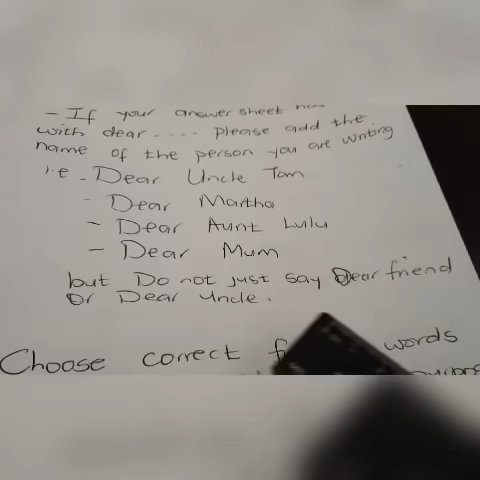 - If your answer sheet
with dear ..... please add the
name of the person you are writing
i.e - Dear Uncle Tom
- Dear Martha
- Dear Aunt Lulu
- Dear Mum
but Do not just say Dear friend
Or Dear uncle.
Choose correct words